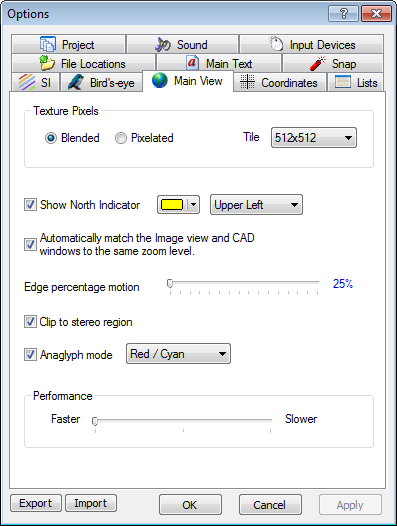 Options
Project Sound Input Devices
File Locations Main Text Snap
SI Bird's-eye Main View Coordinates Lists
Texture Pixels
Blended Pixelated Tile 512x512
Show North Indicator Upper Left
Automatically match the Image view and CAD
windows to the same zoom level.
Edge percentage motion 25%
Clip to stereo region
Anaglyph mode Red / Cyan
Performance
Faster Slower
Export Import OK Cancel Apply